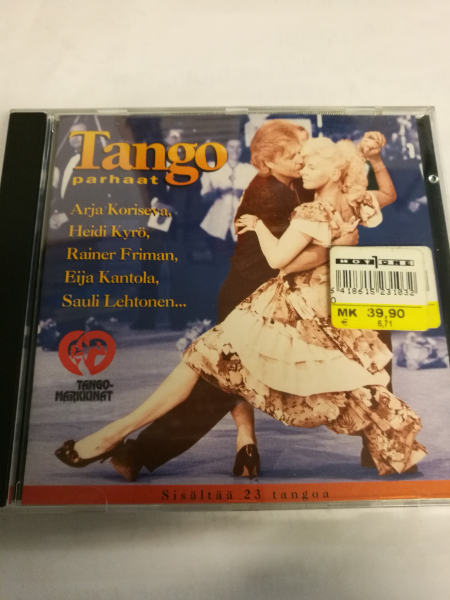 Tango
parhaat
Arja Koriseva,
Heidi Kyrö,
Rainer Friman,
Eija Kantola,
Sauli Lehtonen...
TANGO-
MARKKINAT
5418615231832
MK 39,90
€ 6,71
Sisältää 23 tangoa